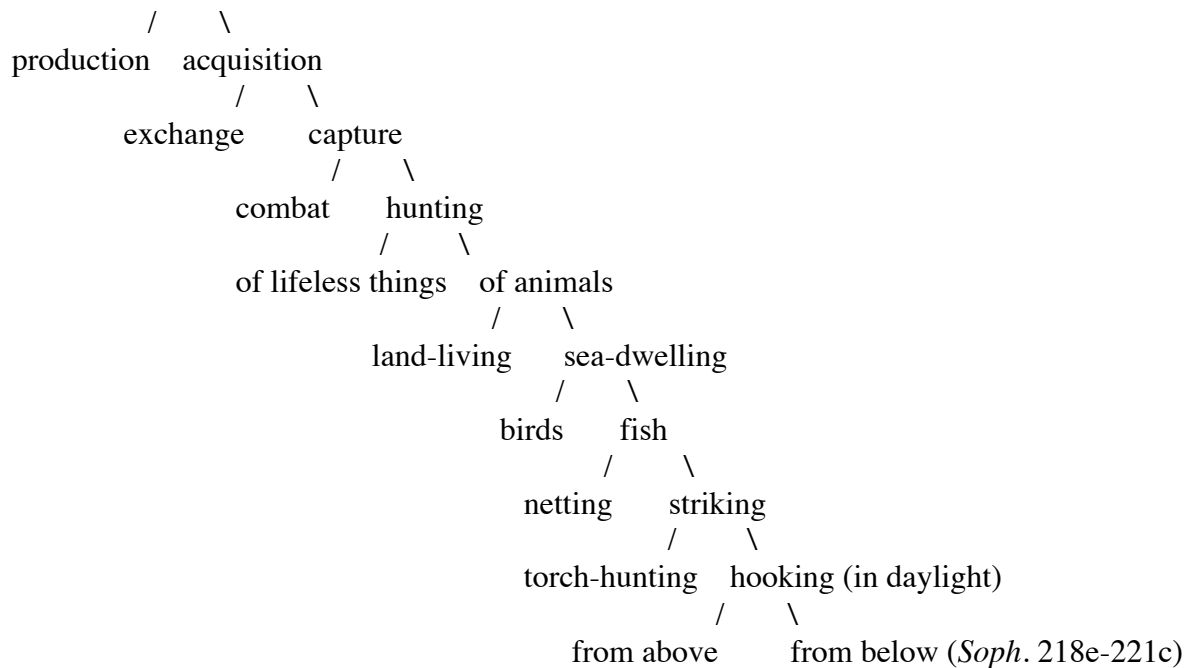 / \
production acquisition
/ \
exchange capture
/ \
combat hunting
/ \
of lifeless things of animals
/ \
land-living sea-dwelling
/ \
birds fish
/ \
netting striking
/ \
torch-hunting hooking (in daylight)
/ \
from above from below (Soph. 218e-221c)